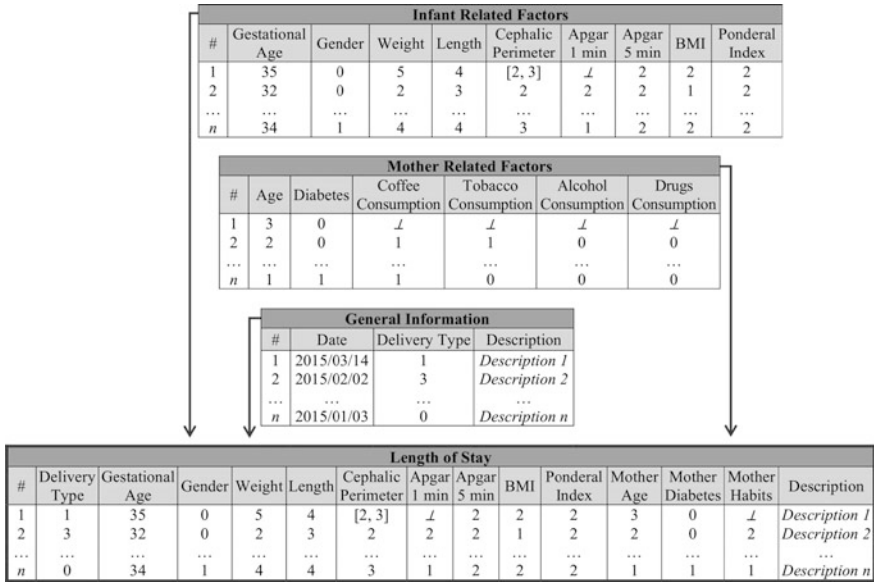 Infant Related Factors
# Gestational Age Gender Weight Length Cephalic Perimeter Apgar 1 min Apgar 5 min BMI Ponderal Index
1 35 0 5 4 [2, 3] ⊥ 2 2 2
2 32 0 2 3 2 2 2 1 2
... ... ... ... ... ... ... ... ... ...
n 34 1 4 4 3 1 2 2 2
Mother Related Factors
# Age Diabetes Coffee Consumption Tobacco Consumption Alcohol Consumption Drugs Consumption
1 3 0 ⊥ ⊥ ⊥ ⊥
2 2 0 1 1 0 0
... ... ... ... ... ... ...
n 1 1 1 0 0 0
General Information
# Date Delivery Type Description
1 2015/03/14 1 Description 1
2 2015/02/02 3 Description 2
... ... ... ...
n 2015/01/03 0 Description n
Length of Stay
# Delivery Type Gestational Age Gender Weight Length Cephalic Perimeter Apgar 1 min Apgar 5 min BMI Ponderal Index Mother Age Mother Diabetes Mother Habits Description
1 1 35 0 5 4 [2, 3] ⊥ 2 2 2 3 0 ⊥ Description 1
2 3 32 0 2 3 2 2 2 1 2 2 0 2 Description 2
... ... ... ... ... ... ... ... ... ... ... ... ... ... ...
n 0 34 1 4 4 3 1 2 2 2 1 1 1 Description n